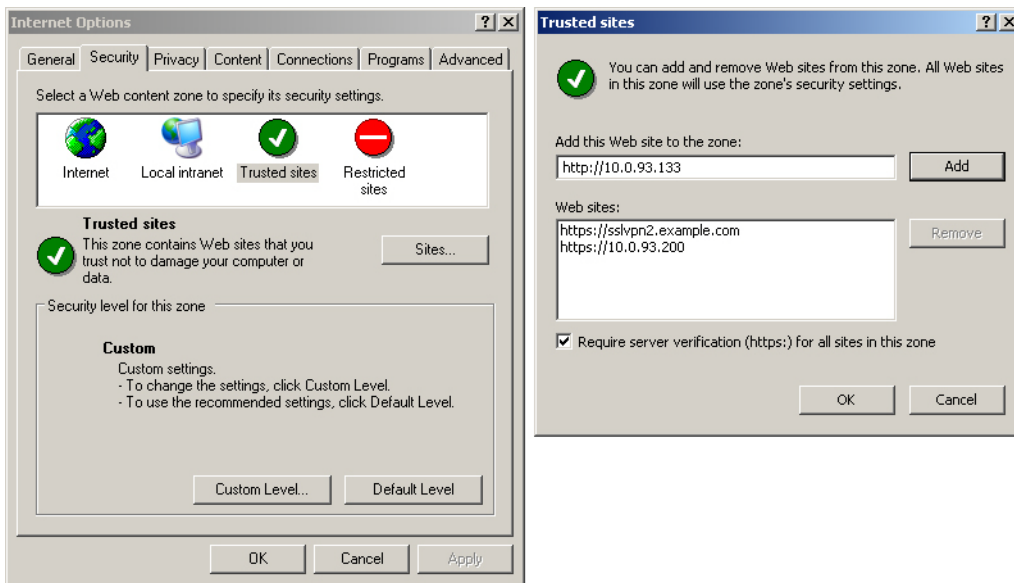 Internet Options
General Security Privacy Content Connections Programs Advanced
Select a Web content zone to specify its security settings.
Internet Local intranet Trusted sites Restricted
sites
Trusted sites
This zone contains Web sites that you
trust not to damage your computer or
data.
Sites...
Security level for this zone
Custom
Custom settings.
- To change the settings, click Custom Level.
- To use the recommended settings, click Default Level.
Custom Level... Default Level
OK Cancel Apply
Trusted sites
You can add and remove Web sites from this zone. All Web sites
in this zone will use the zone's security settings.
Add this Web site to the zone:
http://10.0.93.133 Add
Web sites:
https://sslvpn2.example.com
https://10.0.93.200
Remove
Require server verification (https:) for all sites in this zone
OK Cancel